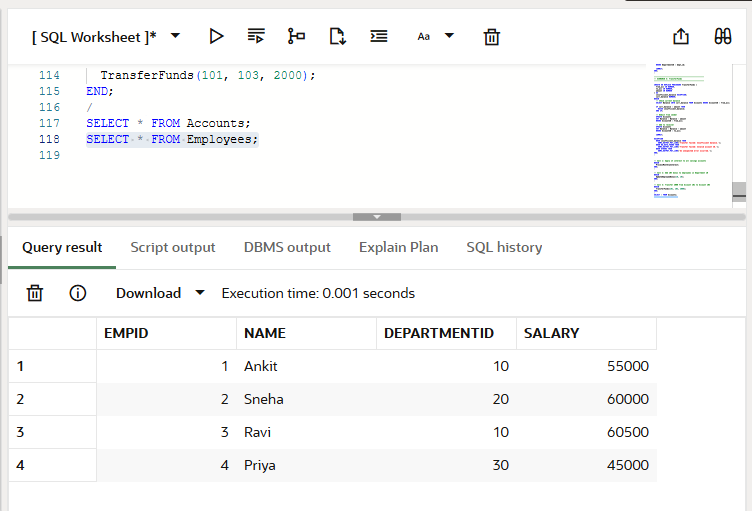 [ SQL Worksheet ]*
Aa
114 TransferFunds(101, 103, 2000);
115 END;
116 /
117 SELECT * FROM Accounts;
118 SELECT * FROM Employees;
119
Query result Script output DBMS output Explain Plan SQL history
Download Execution time: 0.001 seconds
EMPID NAME DEPARTMENTID SALARY
1 1 Ankit 10 55000
2 2 Sneha 20 60000
3 3 Ravi 10 60500
4 4 Priya 30 45000